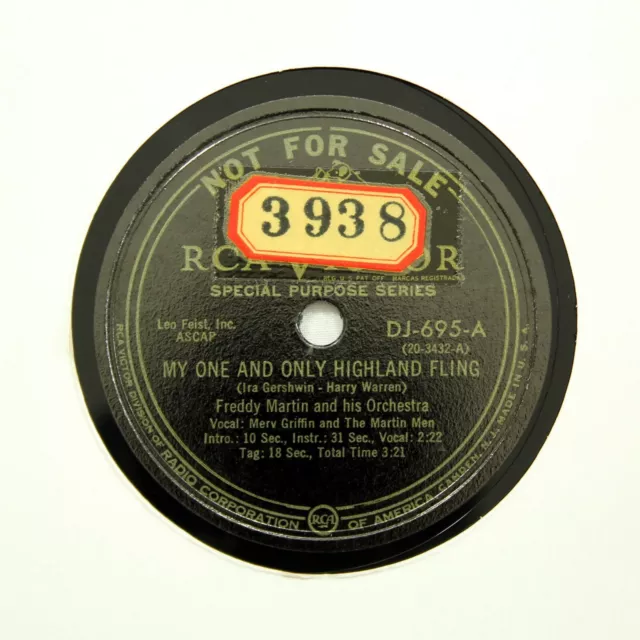 NOT FOR SALE
3938
RCA VICTOR
PAT. OFF. MARCAS REGISTRADAS
SPECIAL PURPOSE SERIES
Leo Feist, Inc.
ASCAP
DJ-695-A
(20-3432-A)
MY ONE AND ONLY HIGHLAND FLING
(Ira Gershwin - Harry Warren)
Freddy Martin and his Orchestra
Vocal: Merv Griffin and The Martin Men
Intro.: 10 Sec., Instr.: 31 Sec., Vocal: 2:22
Tag: 18 Sec., Total Time 3:21
RCA VICTOR DIVISION OF RADIO CORPORATION OF AMERICA, CAMDEN, N.J. MADE IN U.S.A.
RCA